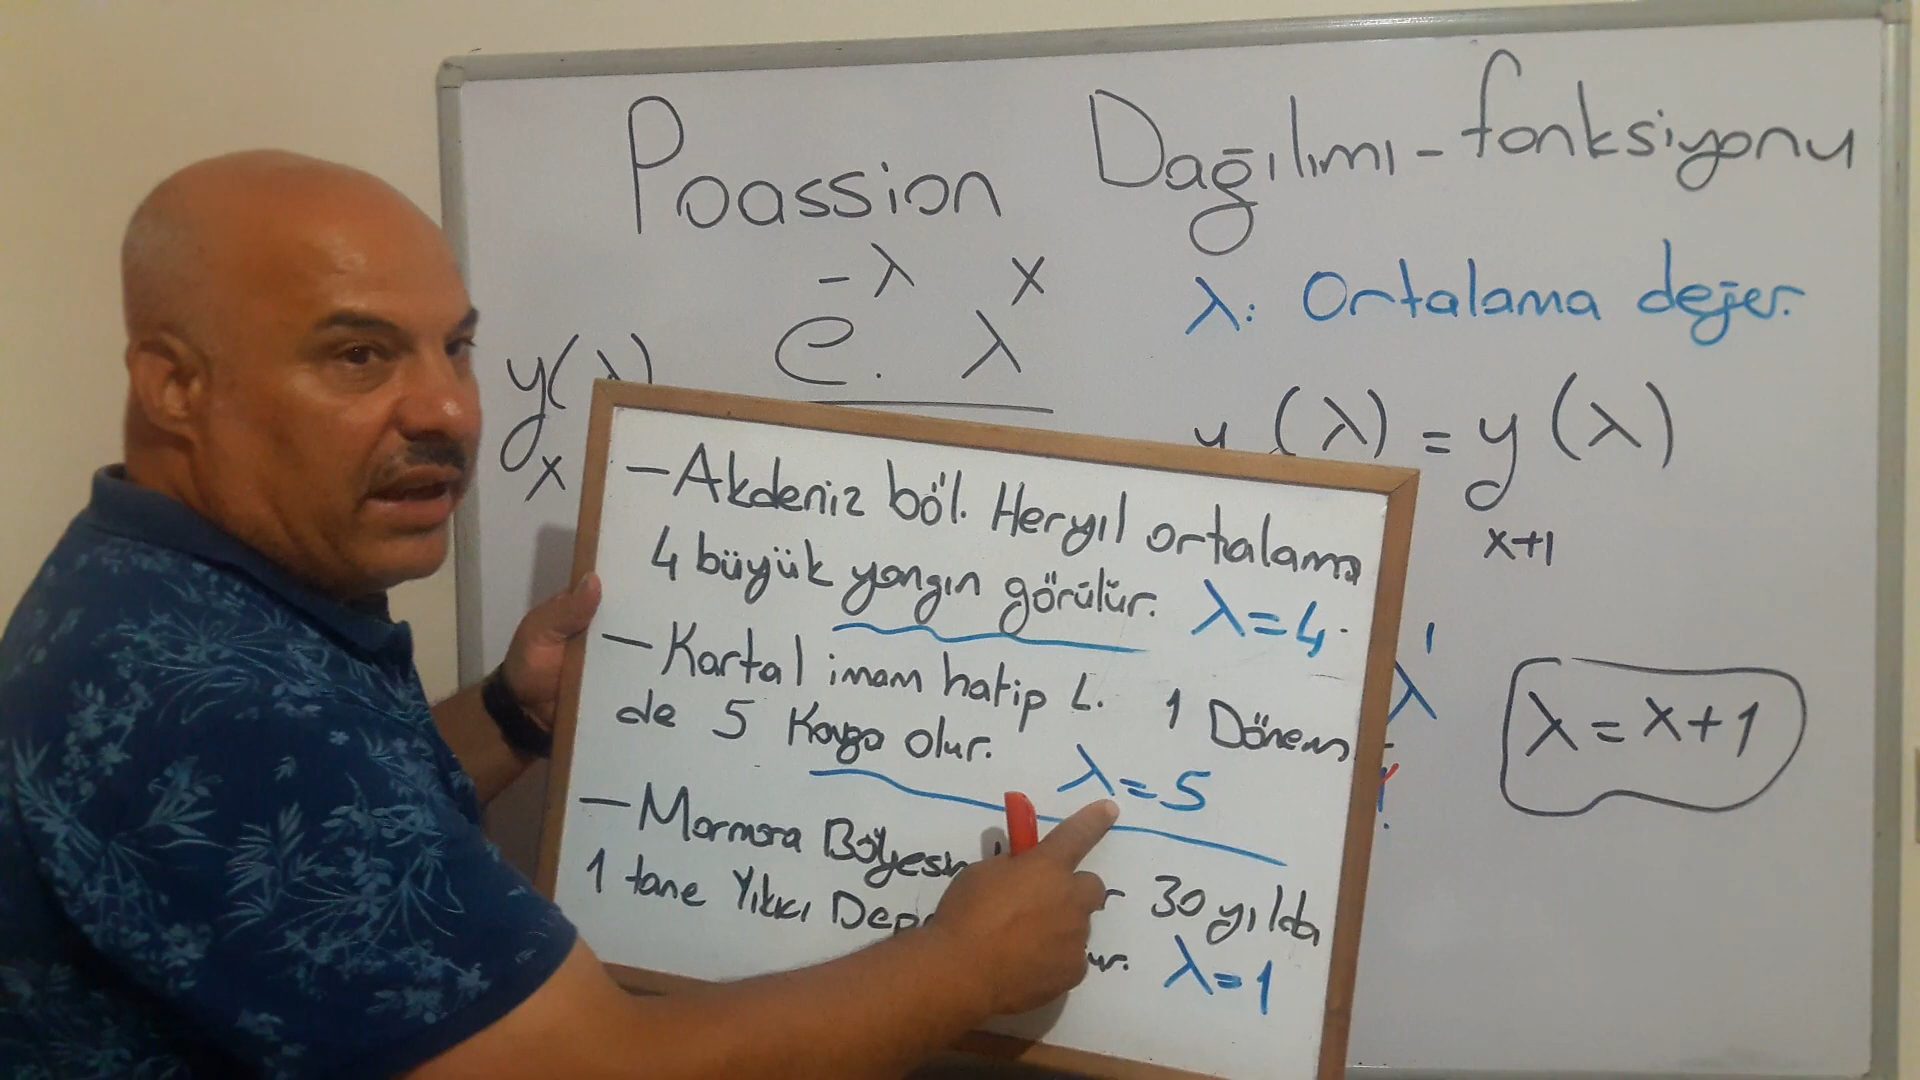 Poassion Dağılımı - fonksiyonu
-λ x
e . λ
λ: Ortalama değer.
y(λ)
x
(λ) = y(λ)
x+1
λ = x+1
- Akdeniz böl. Heryıl ortalama
4 büyük yangın görülür. λ=4.
- Kartal imam hatip L. 1 Dönem
de 5 Kavga olur. λ=5
- Marmara 30 yılda
1 tane Yıkıcı λ=1